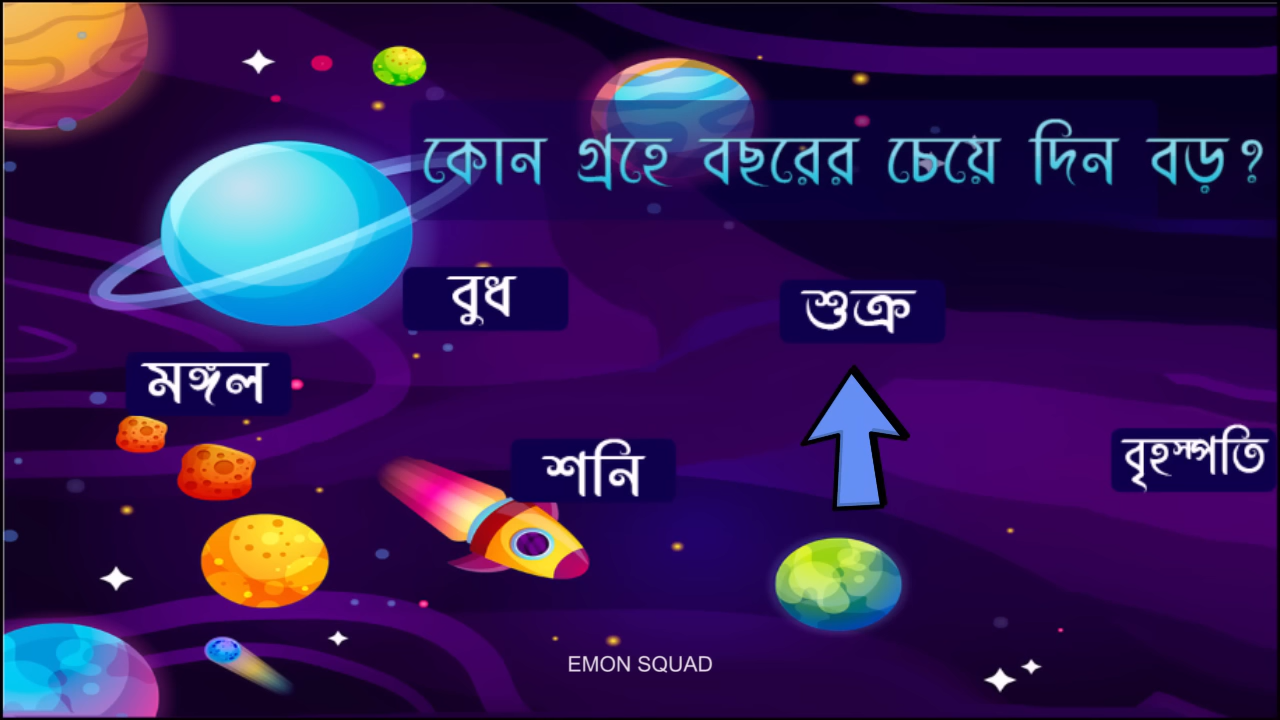 কোন গ্রহে বছরের চেয়ে দিন বড়?
বুধ
শুক্র
মঙ্গল
শনি
বৃহস্পতি
EMON SQUAD